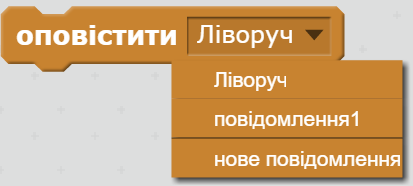 оповістити Ліворуч
Ліворуч
повідомлення1
нове повідомлення